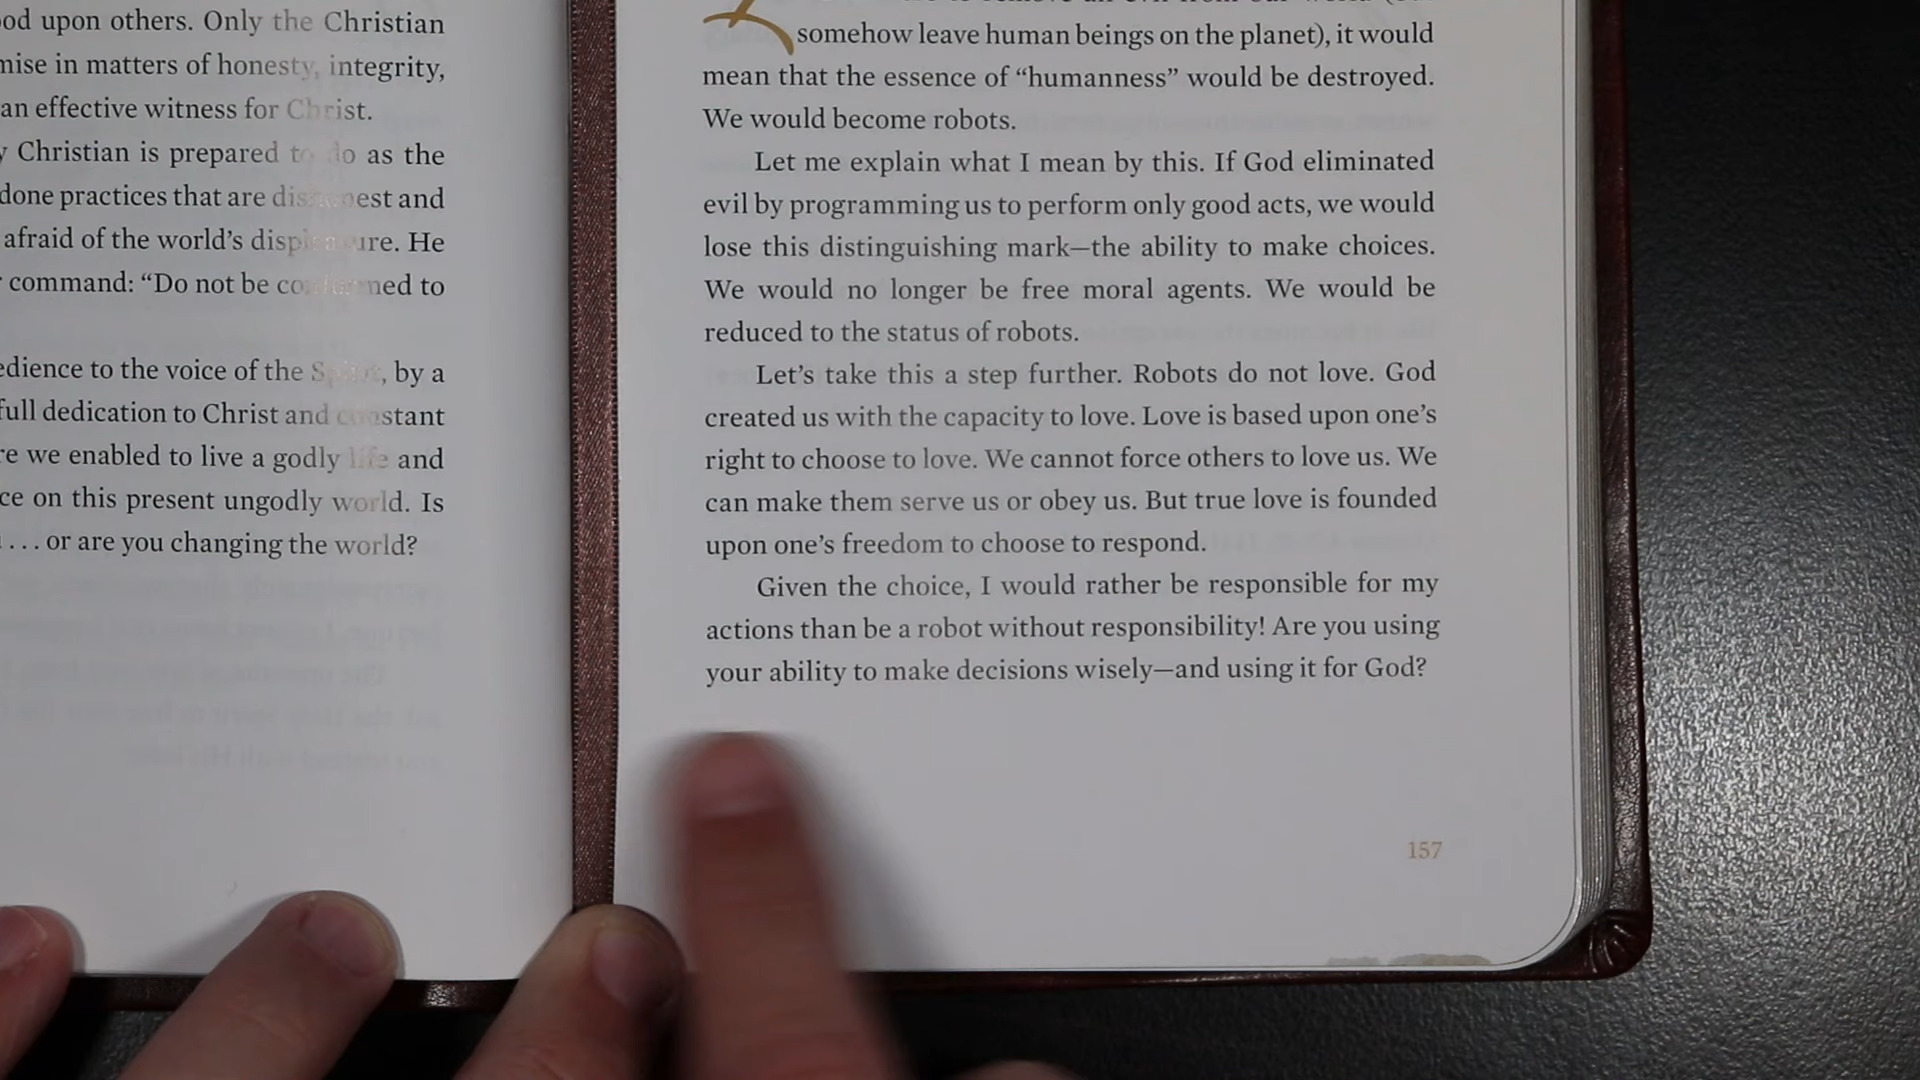 od upon others. Only the Christian
mise in matters of honesty, integrity,
an effective witness for Christ.
y Christian is prepared to do as the
done practices that are dishonest and
afraid of the world's displeasure. He
command: “Do not be conformed to
edience to the voice of the Spirit, by a
full dedication to Christ and constant
re we enabled to live a godly life and
ce on this present ungodly world. Is
. . . or are you changing the world?
somehow leave human beings on the planet), it would
mean that the essence of “humanness” would be destroyed.
We would become robots.
Let me explain what I mean by this. If God eliminated
evil by programming us to perform only good acts, we would
lose this distinguishing mark—the ability to make choices.
We would no longer be free moral agents. We would be
reduced to the status of robots.
Let's take this a step further. Robots do not love. God
created us with the capacity to love. Love is based upon one's
right to choose to love. We cannot force others to love us. We
can make them serve us or obey us. But true love is founded
upon one's freedom to choose to respond.
Given the choice, I would rather be responsible for my
actions than be a robot without responsibility! Are you using
your ability to make decisions wisely—and using it for God?
157